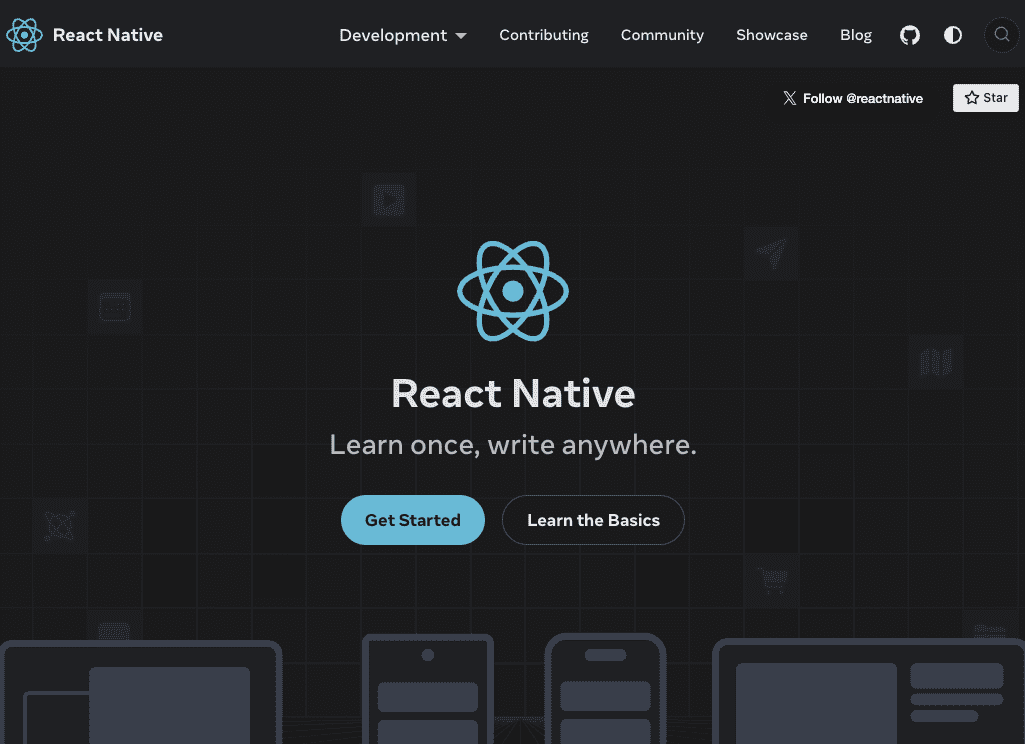 React Native
Development
Contributing
Community
Showcase
Blog
Follow @reactnative
Star
React Native
Learn once, write anywhere.
Get Started
Learn the Basics